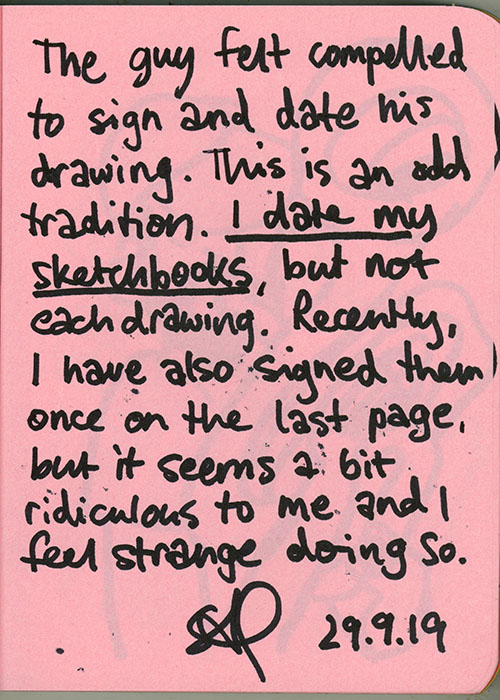 The guy felt compelled
to sign and date his
drawing. This is an odd
tradition. I date my
sketchbooks, but not
each drawing. Recently,
I have also signed them
once on the last page,
but it seems a bit
ridiculous to me and I
feel strange doing so.
29.9.19